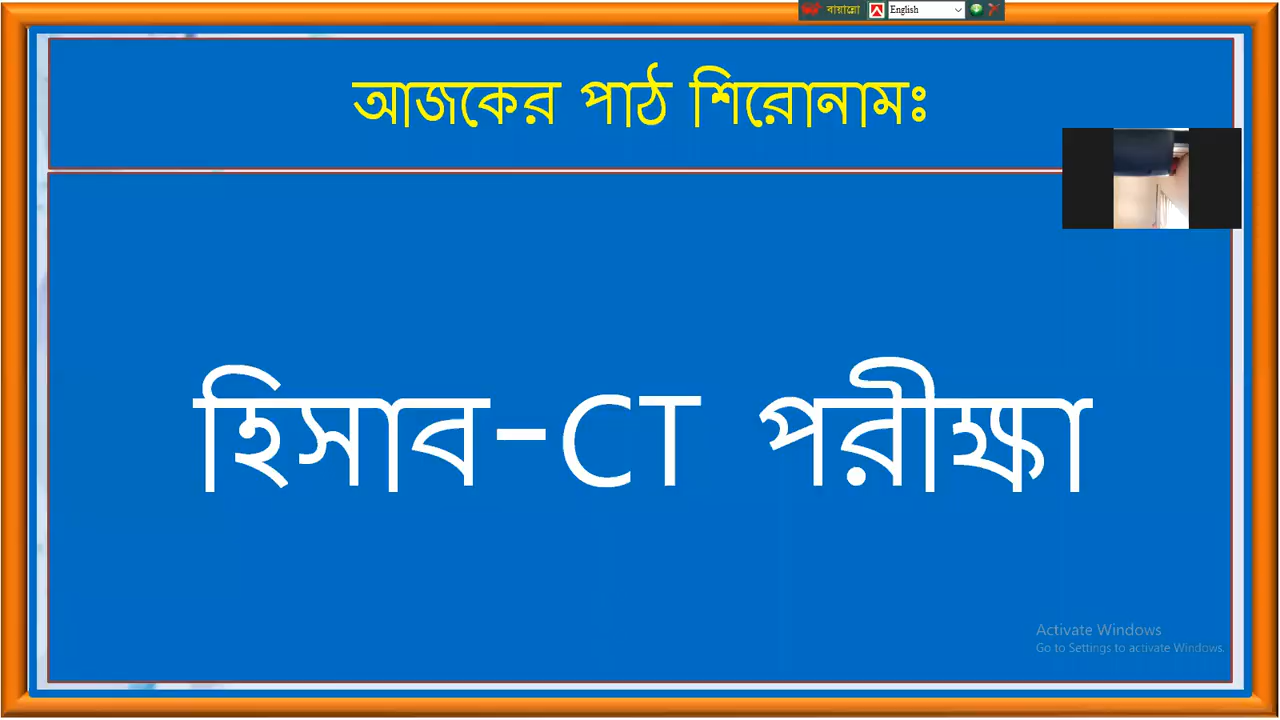 বায়ান্নো English
আজকের পাঠ শিরোনামঃ
হিসাব-CT পরীক্ষা
Activate Windows
Go to Settings to activate Windows.